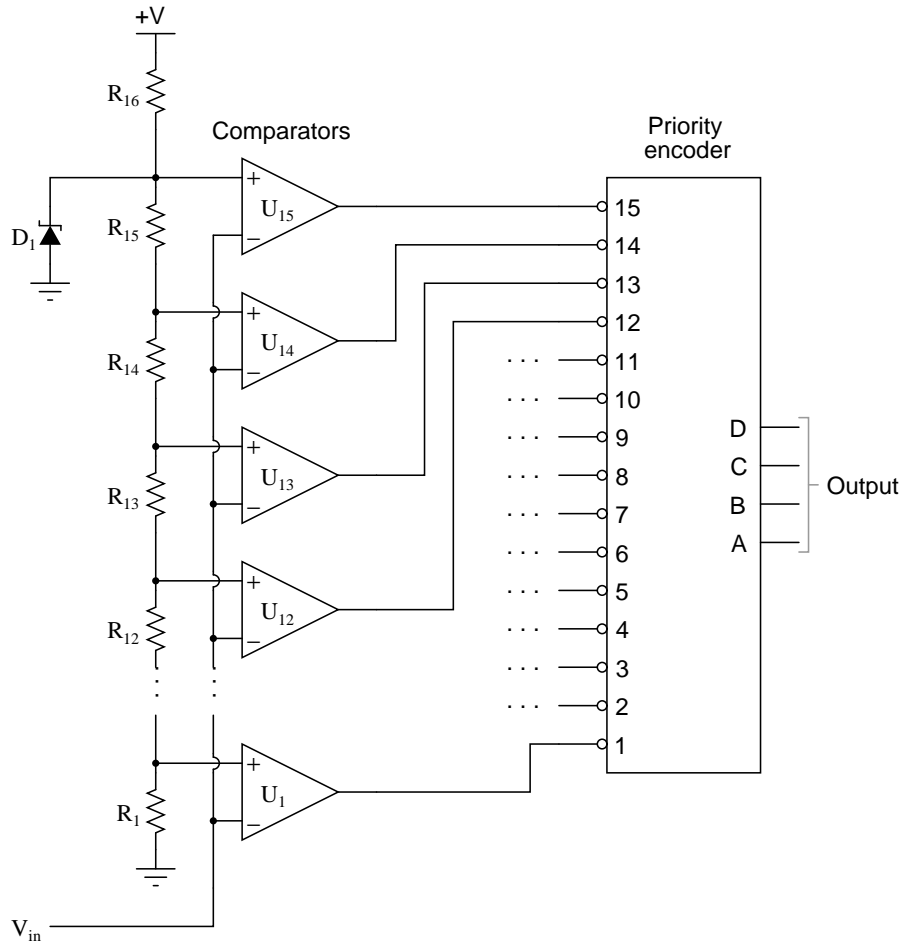 +V
R16
Comparators
Priority
encoder
+
U15
−
15
R15
D1
14
+
U14
−
13
R14
12
. . .
11
. . .
10
+
U13
−
D
. . .
9
C
. . .
8
Output
R13
B
. . .
7
A
. . .
6
+
U12
−
. . .
5
R12
. . .
4
. . .
3
. . .
. . .
. . .
2
1
+
U1
−
R1
Vin